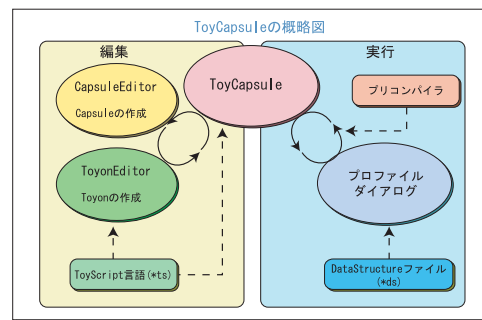 ToyCapsuleの概略図
編集
実行
CapsuleEditor
Capsuleの作成
ToyCapsule
プリコンパイラ
ToyonEditor
Toyonの作成
プロファイル
ダイアログ
ToyScript言語(*ts)
DataStructureファイル
(*ds)